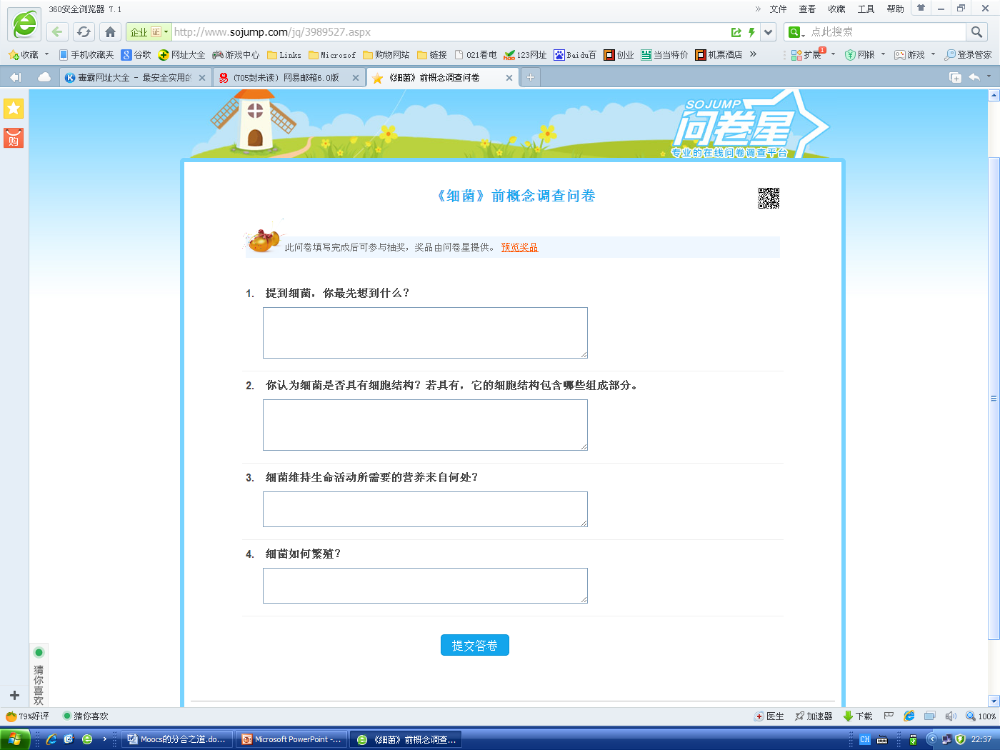 360安全浏览器 7.1
» 文件 查看 收藏 工具 帮助
企业 证 http://www.sojump.com/jq/3989527.aspx 点此搜索
收藏 手机收藏夹 谷歌 网址大全 游戏中心 Links Microsof 购物网站 链接 021看电 123网址 Baidu百 创业 当当特价 机票酒店 » 扩展 1 网银 游戏 登录管家
毒霸网址大全 - 最安全实用的 (705封未读) 网易邮箱6.0版 《细菌》前概念调查问卷
购
SOJUMP
问卷星
专业的在线问卷调查平台
《细菌》前概念调查问卷
此问卷填写完成后可参与抽奖，奖品由问卷星提供。 预览奖品
1. 提到细菌，你最先想到什么？
2. 你认为细菌是否具有细胞结构？若具有，它的细胞结构包含哪些组成部分。
3. 细菌维持生命活动所需要的营养来自何处？
4. 细菌如何繁殖？
提交答卷
猜你喜欢
79%好评 猜你喜欢 医生 加速器 下载 100%
Moocs的分合之道.do... Microsoft PowerPoint -... 《细菌》前概念调查... CH 22:37